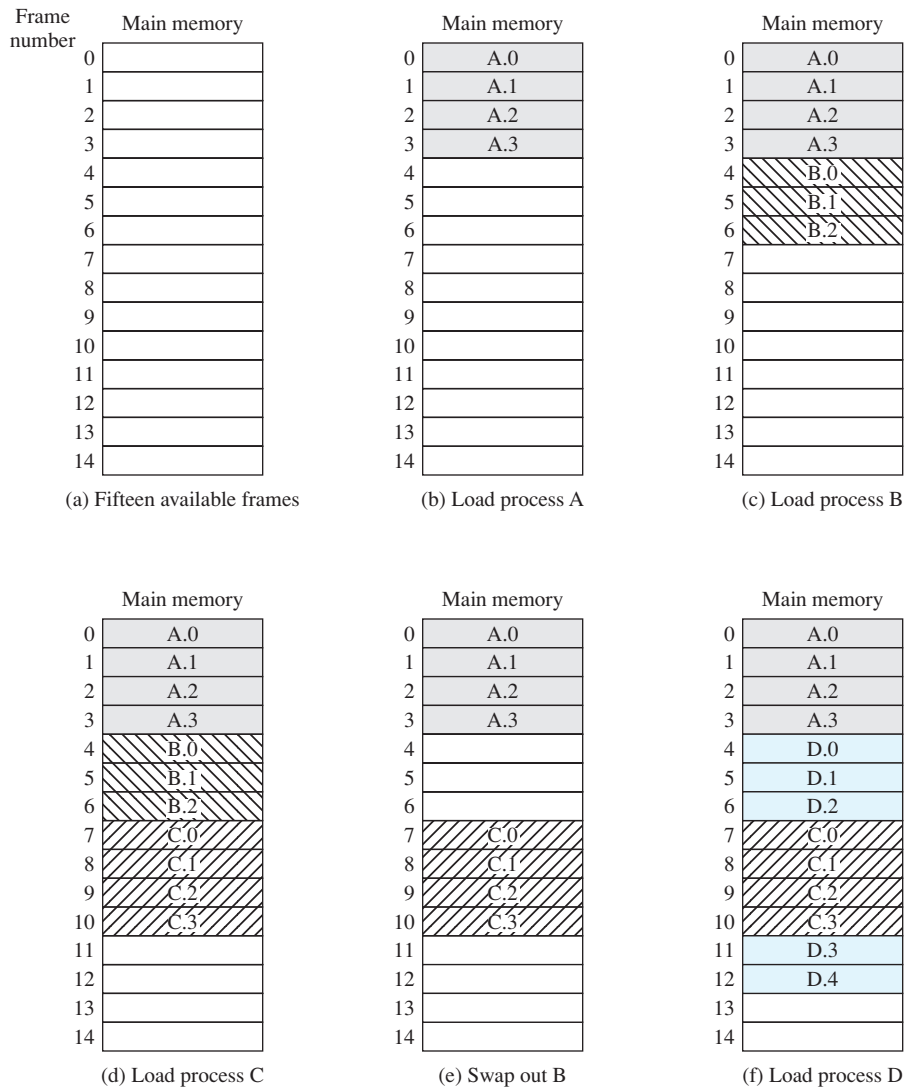 Frame
number
Main memory
Main memory
Main memory
0
0 A.0
0 A.0
1
1 A.1
1 A.1
2
2 A.2
2 A.2
3
3 A.3
3 A.3
4
4
4 B.0
5
5
5 B.1
6
6
6 B.2
7
7
7
8
8
8
9
9
9
10
10
10
11
11
11
12
12
12
13
13
13
14
14
14
(a) Fifteen available frames
(b) Load process A
(c) Load process B
Main memory
Main memory
Main memory
0 A.0
0 A.0
0 A.0
1 A.1
1 A.1
1 A.1
2 A.2
2 A.2
2 A.2
3 A.3
3 A.3
3 A.3
4 B.0
4
4 D.0
5 B.1
5
5 D.1
6 B.2
6
6 D.2
7 C.0
7 C.0
7 C.0
8 C.1
8 C.1
8 C.1
9 C.2
9 C.2
9 C.2
10 C.3
10 C.3
10 C.3
11
11
11 D.3
12
12
12 D.4
13
13
13
14
14
14
(d) Load process C
(e) Swap out B
(f) Load process D